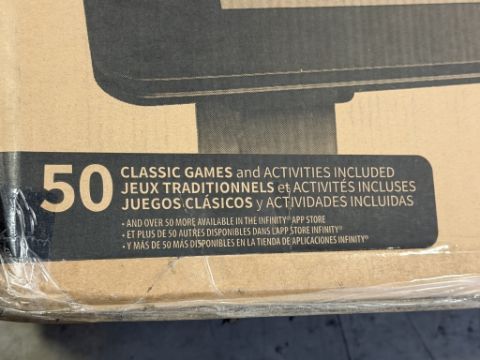 50 CLASSIC GAMES and ACTIVITIES INCLUDED
JEUX TRADITIONNELS et ACTIVITÉS INCLUSES
JUEGOS CLÁSICOS y ACTIVIDADES INCLUIDAS
• AND OVER 50 MORE AVAILABLE IN THE INFINITY® APP STORE
• ET PLUS DE 50 AUTRES DISPONIBLES DANS L'APP STORE INFINITY®
• Y MÁS DE 50 MÁS DISPONIBLES EN LA TIENDA DE APLICACIONES INFINITY®